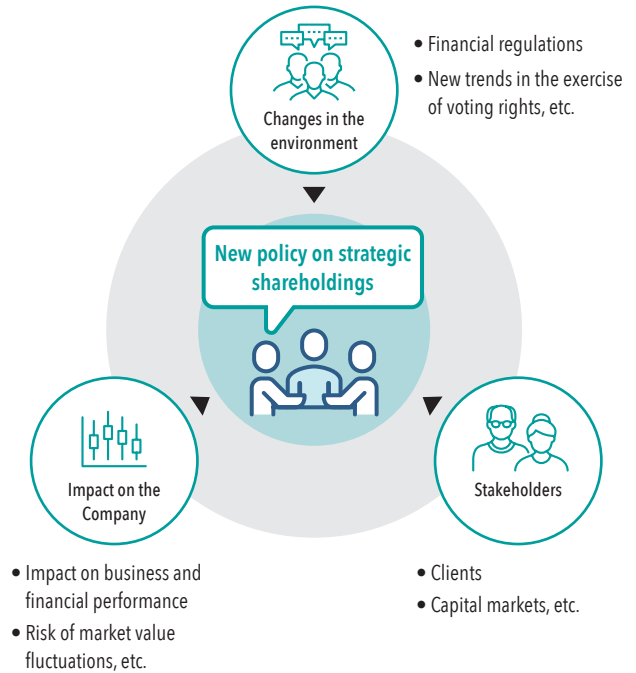 Changes in the
environment
• Financial regulations
• New trends in the exercise
of voting rights, etc.
New policy on strategic
shareholdings
Impact on the
Company
• Impact on business and
financial performance
• Risk of market value
fluctuations, etc.
Stakeholders
• Clients
• Capital markets, etc.